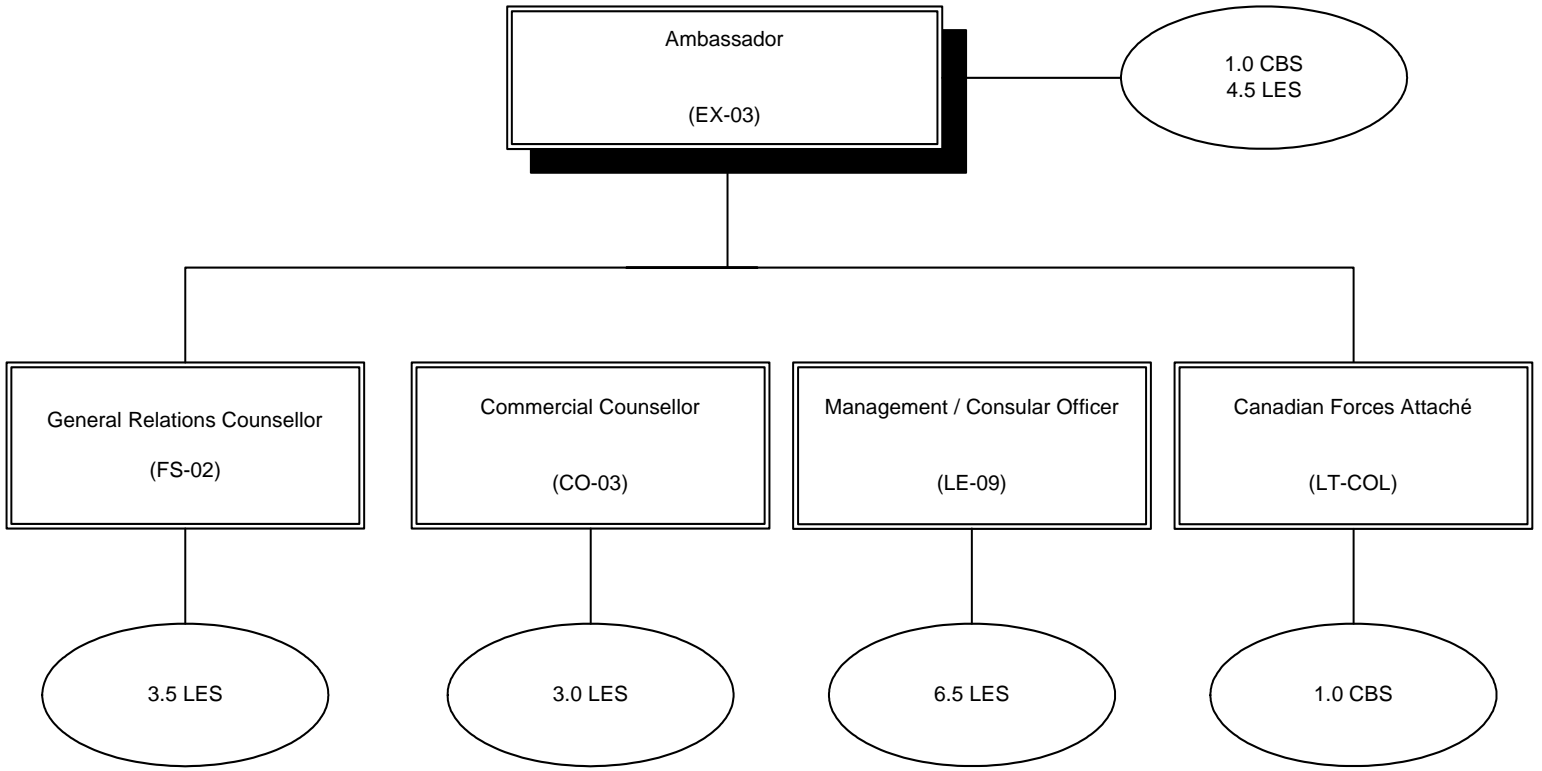 Ambassador
(EX-03)
1.0 CBS
4.5 LES
General Relations Counsellor
(FS-02)
Commercial Counsellor
(CO-03)
Management / Consular Officer
(LE-09)
Canadian Forces Attaché
(LT-COL)
3.5 LES
3.0 LES
6.5 LES
1.0 CBS